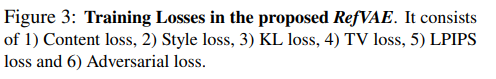 Figure 3: Training Losses in the proposed RefVAE. It consists
of 1) Content loss, 2) Style loss, 3) KL loss, 4) TV loss, 5) LPIPS
loss and 6) Adversarial loss.